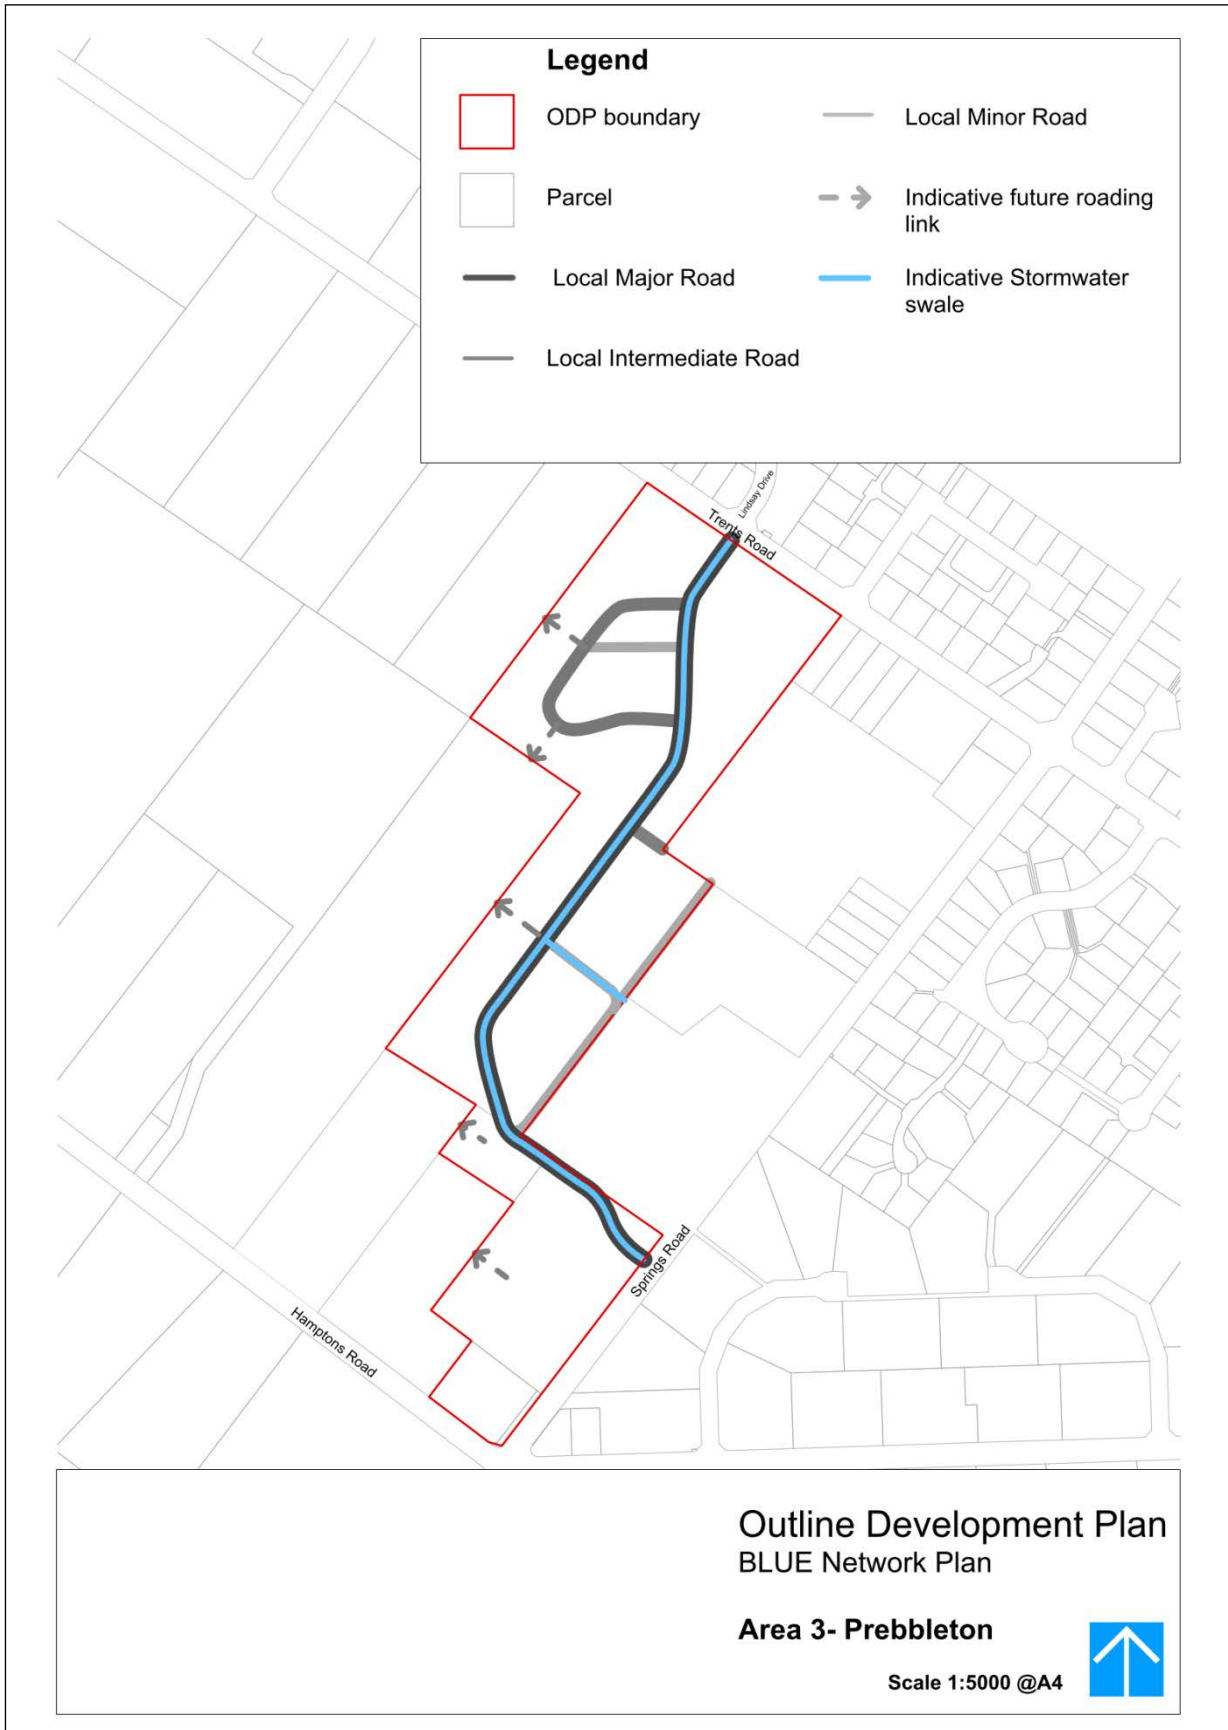 Legend
ODP boundary
Local Minor Road
Parcel
Indicative future roading
link
Local Major Road
Indicative Stormwater
swale
Local Intermediate Road
Lindsay Drive
Trents Road
Springs Road
Hamptons Road
Outline Development Plan
BLUE Network Plan
Area 3- Prebbleton
Scale 1:5000 @A4